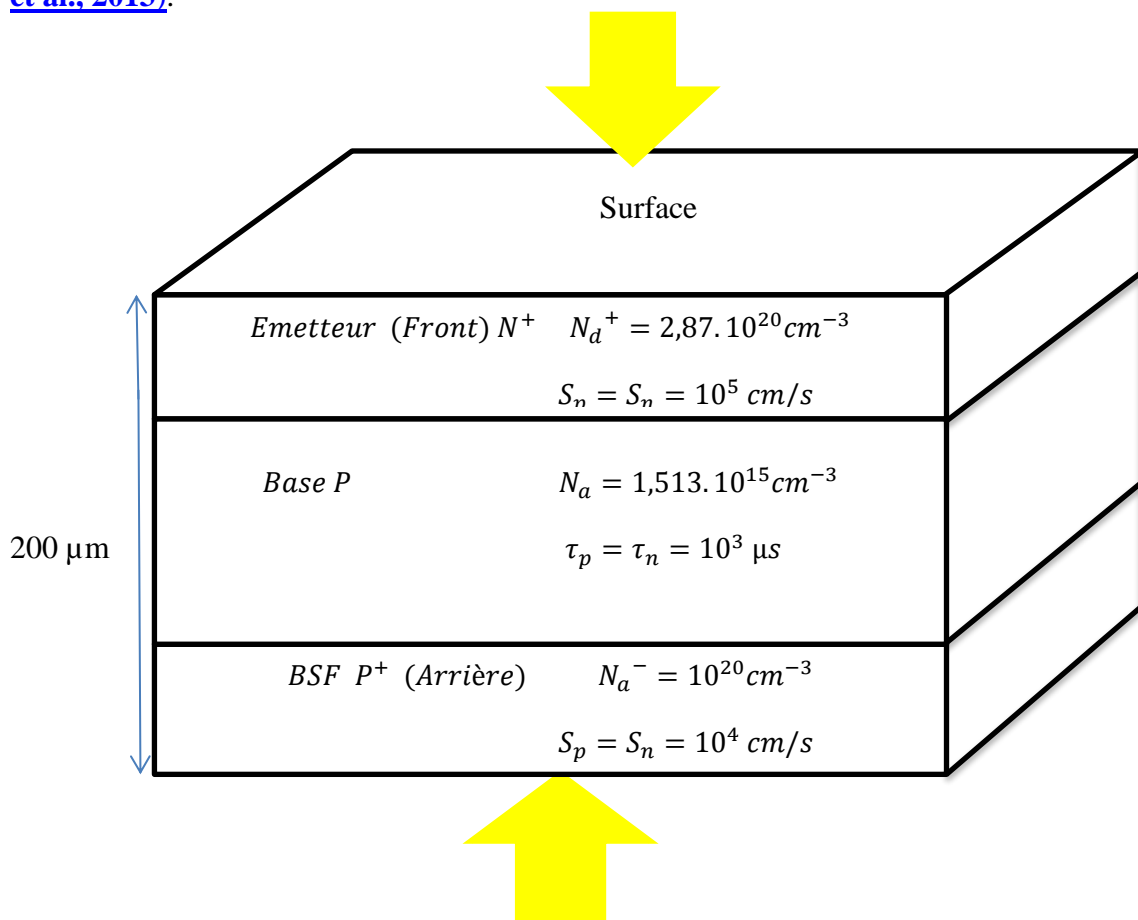 et al., 2015).
Surface
Emetteur (Front) N⁺ N_d⁺ = 2,87.10²⁰cm⁻³
S_p = S_n = 10⁵ cm/s
Base P N_a = 1,513.10¹⁵cm⁻³
τ_p = τ_n = 10³ μs
200 μm
BSF P⁺ (Arrière) N_a⁻ = 10²⁰cm⁻³
S_p = S_n = 10⁴ cm/s